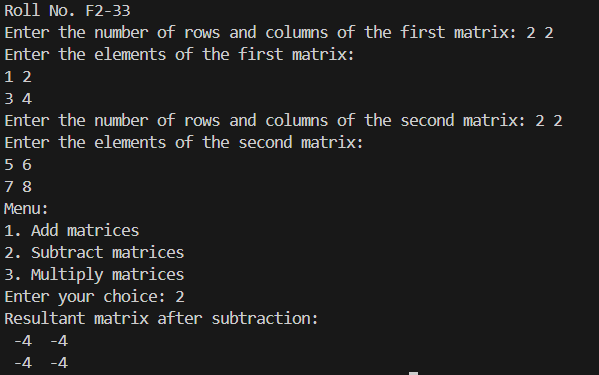 Roll No. F2-33
Enter the number of rows and columns of the first matrix: 2 2
Enter the elements of the first matrix:
1 2
3 4
Enter the number of rows and columns of the second matrix: 2 2
Enter the elements of the second matrix:
5 6
7 8
Menu:
1. Add matrices
2. Subtract matrices
3. Multiply matrices
Enter your choice: 2
Resultant matrix after subtraction:
 -4  -4
 -4  -4